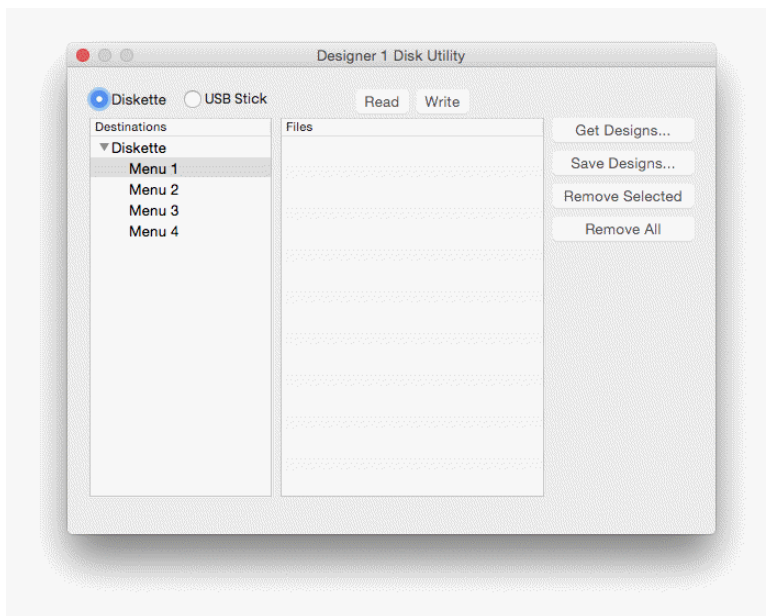 Designer 1 Disk Utility
Diskette USB Stick Read Write
Destinations Files Get Designs...
Diskette
Menu 1 Save Designs...
Menu 2 Remove Selected
Menu 3
Menu 4 Remove All